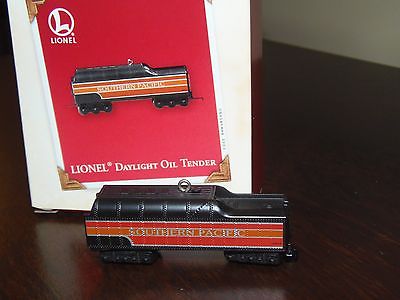 L
LIONEL
SOUTHERN PACIFIC
LIONEL® DAYLIGHT OIL TENDER
SOUTHERN PACIFIC